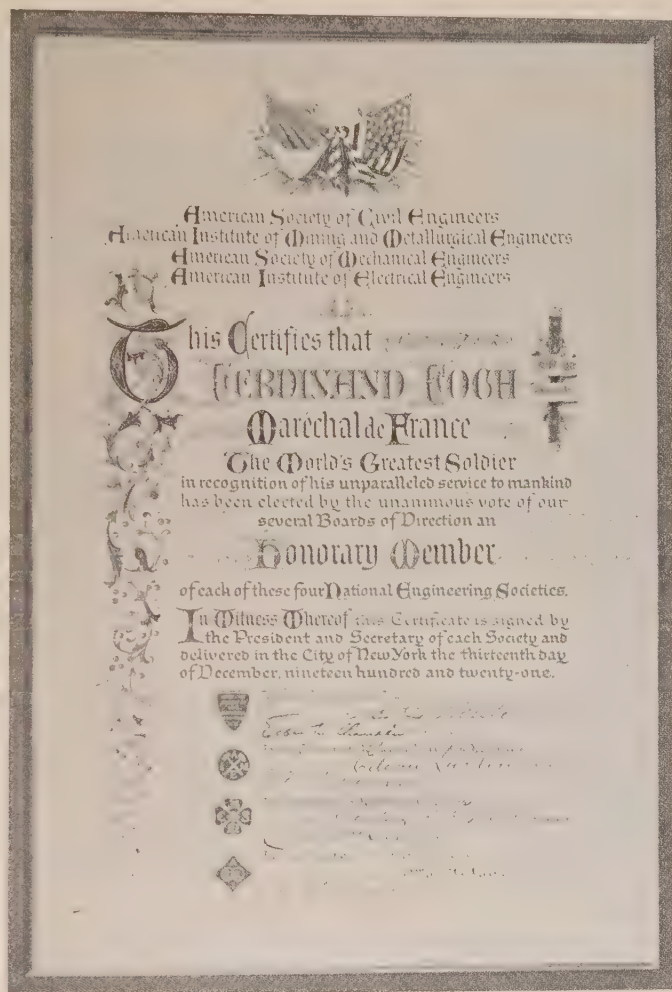 American Society of Civil Engineers
American Institute of Mining and Metallurgical Engineers
American Society of Mechanical Engineers
American Institute of Electrical Engineers
This Certifies that
FERDINAND FOCH
Maréchal de France
The World's Greatest Soldier
in recognition of his unparalleled service to mankind
has been elected by the unanimous vote of our
several Boards of Direction an
Honorary Member
of each of these four National Engineering Societies.
In Witness Whereof this Certificate is signed by
the President and Secretary of each Society and
delivered in the City of New York the thirteenth day
of December, nineteen hundred and twenty-one.